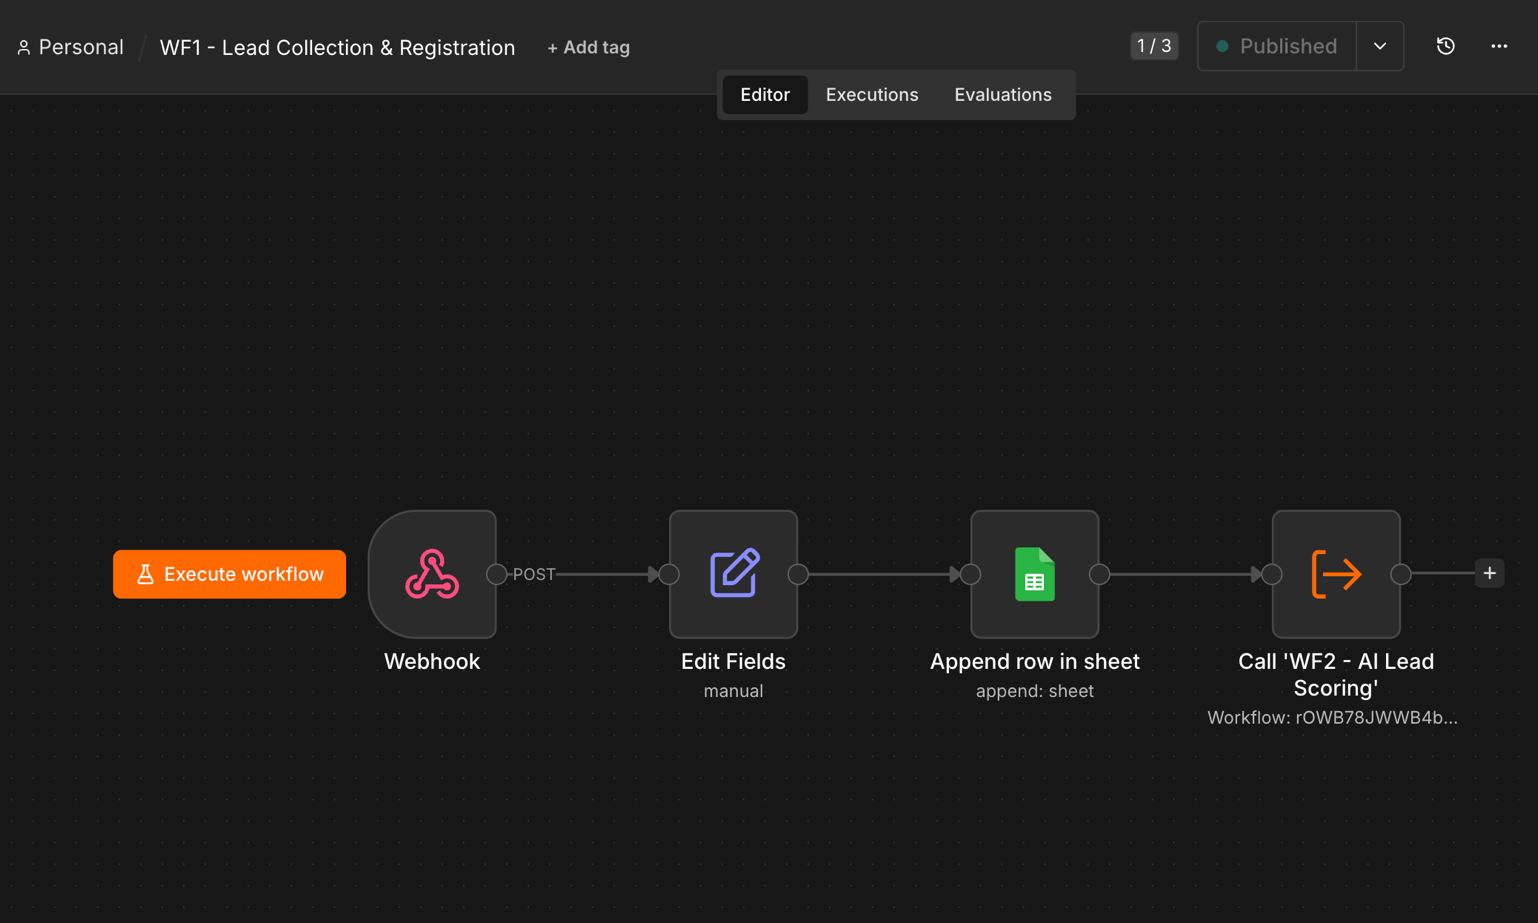 Personal / WF1 - Lead Collection & Registration + Add tag 1 / 3 Published
Editor Executions Evaluations
Execute workflow
POST
Webhook
Edit Fields
manual
Append row in sheet
append: sheet
Call 'WF2 - AI Lead
Scoring'
Workflow: rOWB78JWWB4b...